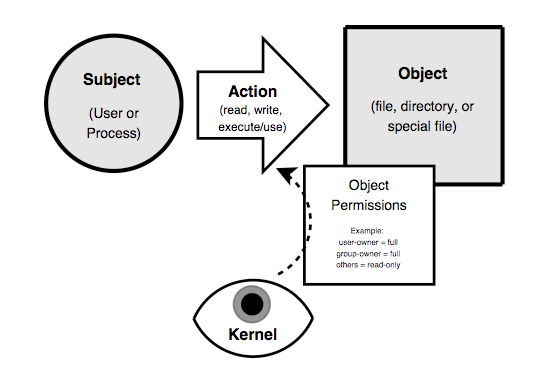 Subject
(User or
Process)
Action
(read, write,
execute/use)
Object
(file, directory, or
special file)
Object
Permissions
Example:
user-owner = full
group-owner = full
others = read-only
Kernel